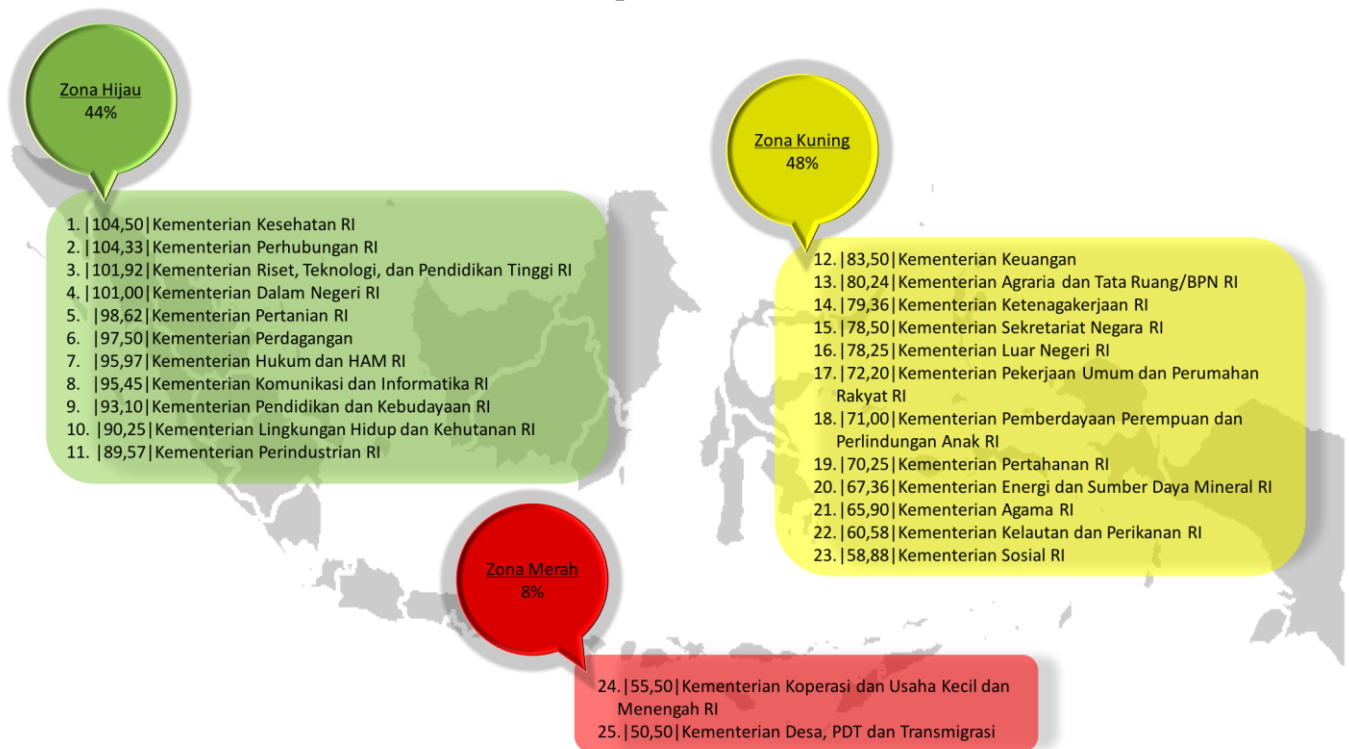 Zona Hijau
44%
1. |104,50|Kementerian Kesehatan RI
2. |104,33|Kementerian Perhubungan RI
3. |101,92|Kementerian Riset, Teknologi, dan Pendidikan Tinggi RI
4. |101,00|Kementerian Dalam Negeri RI
5. |98,62|Kementerian Pertanian RI
6. |97,50|Kementerian Perdagangan
7. |95,97|Kementerian Hukum dan HAM RI
8. |95,45|Kementerian Komunikasi dan Informatika RI
9. |93,10|Kementerian Pendidikan dan Kebudayaan RI
10. |90,25|Kementerian Lingkungan Hidup dan Kehutanan RI
11. |89,57|Kementerian Perindustrian RI
Zona Kuning
48%
12. |83,50|Kementerian Keuangan
13. |80,24|Kementerian Agraria dan Tata Ruang/BPN RI
14. |79,36|Kementerian Ketenagakerjaan RI
15. |78,50|Kementerian Sekretariat Negara RI
16. |78,25|Kementerian Luar Negeri RI
17. |72,20|Kementerian Pekerjaan Umum dan Perumahan
Rakyat RI
18. |71,00|Kementerian Pemberdayaan Perempuan dan
Perlindungan Anak RI
19. |70,25|Kementerian Pertahanan RI
20. |67,36|Kementerian Energi dan Sumber Daya Mineral RI
21. |65,90|Kementerian Agama RI
22. |60,58|Kementerian Kelautan dan Perikanan RI
23. |58,88|Kementerian Sosial RI
Zona Merah
8%
24.|55,50|Kementerian Koperasi dan Usaha Kecil dan
Menengah RI
25.|50,50|Kementerian Desa, PDT dan Transmigrasi